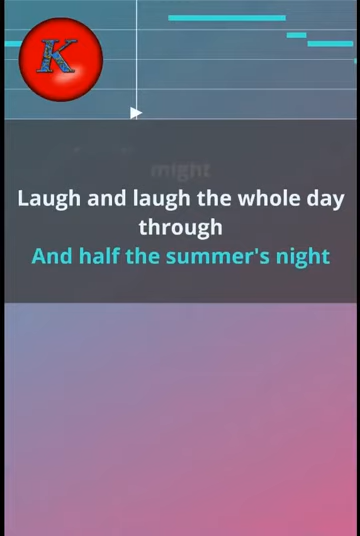 K
might
Laugh and laugh the whole day
through
And half the summer's night